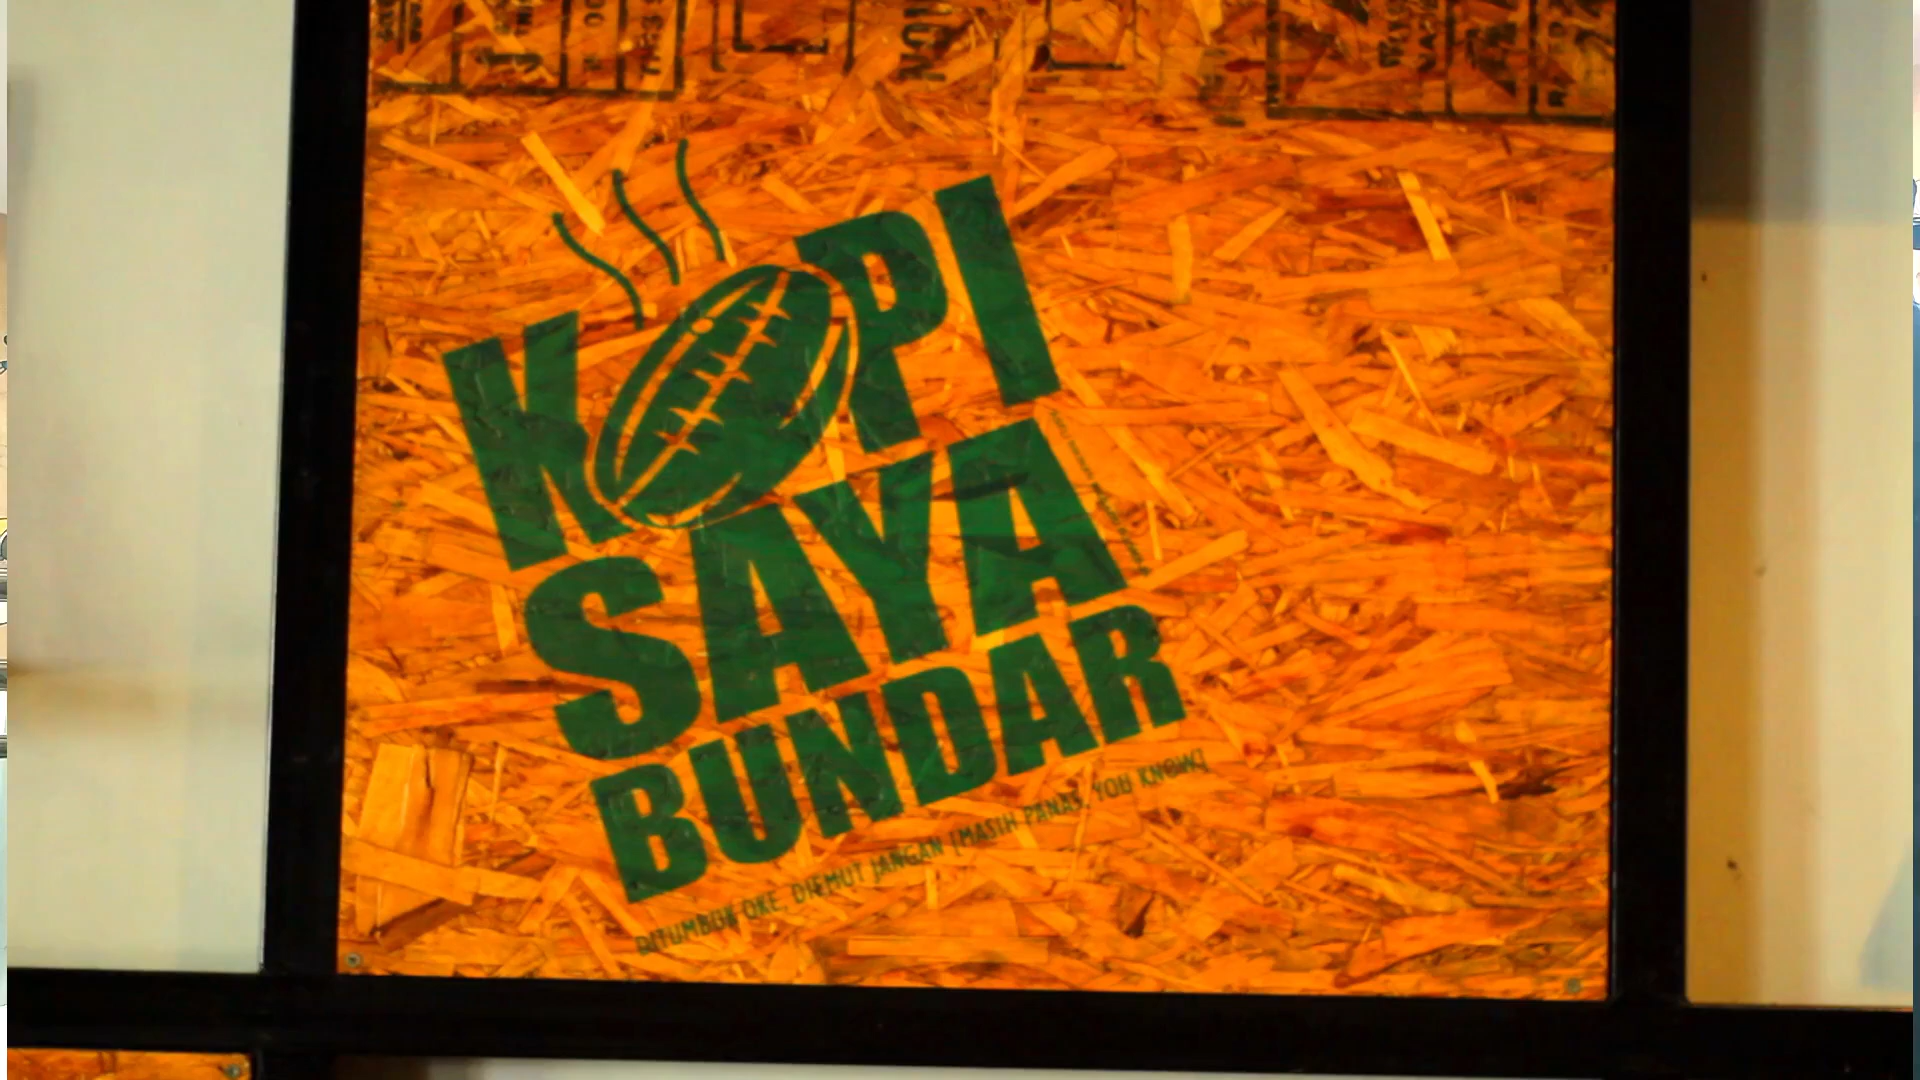 KOPI
SAYA
BUNDAR
DITUMBUK OKE, DIEMUT JANGAN [MASIH PANAS, YOU KNOW]